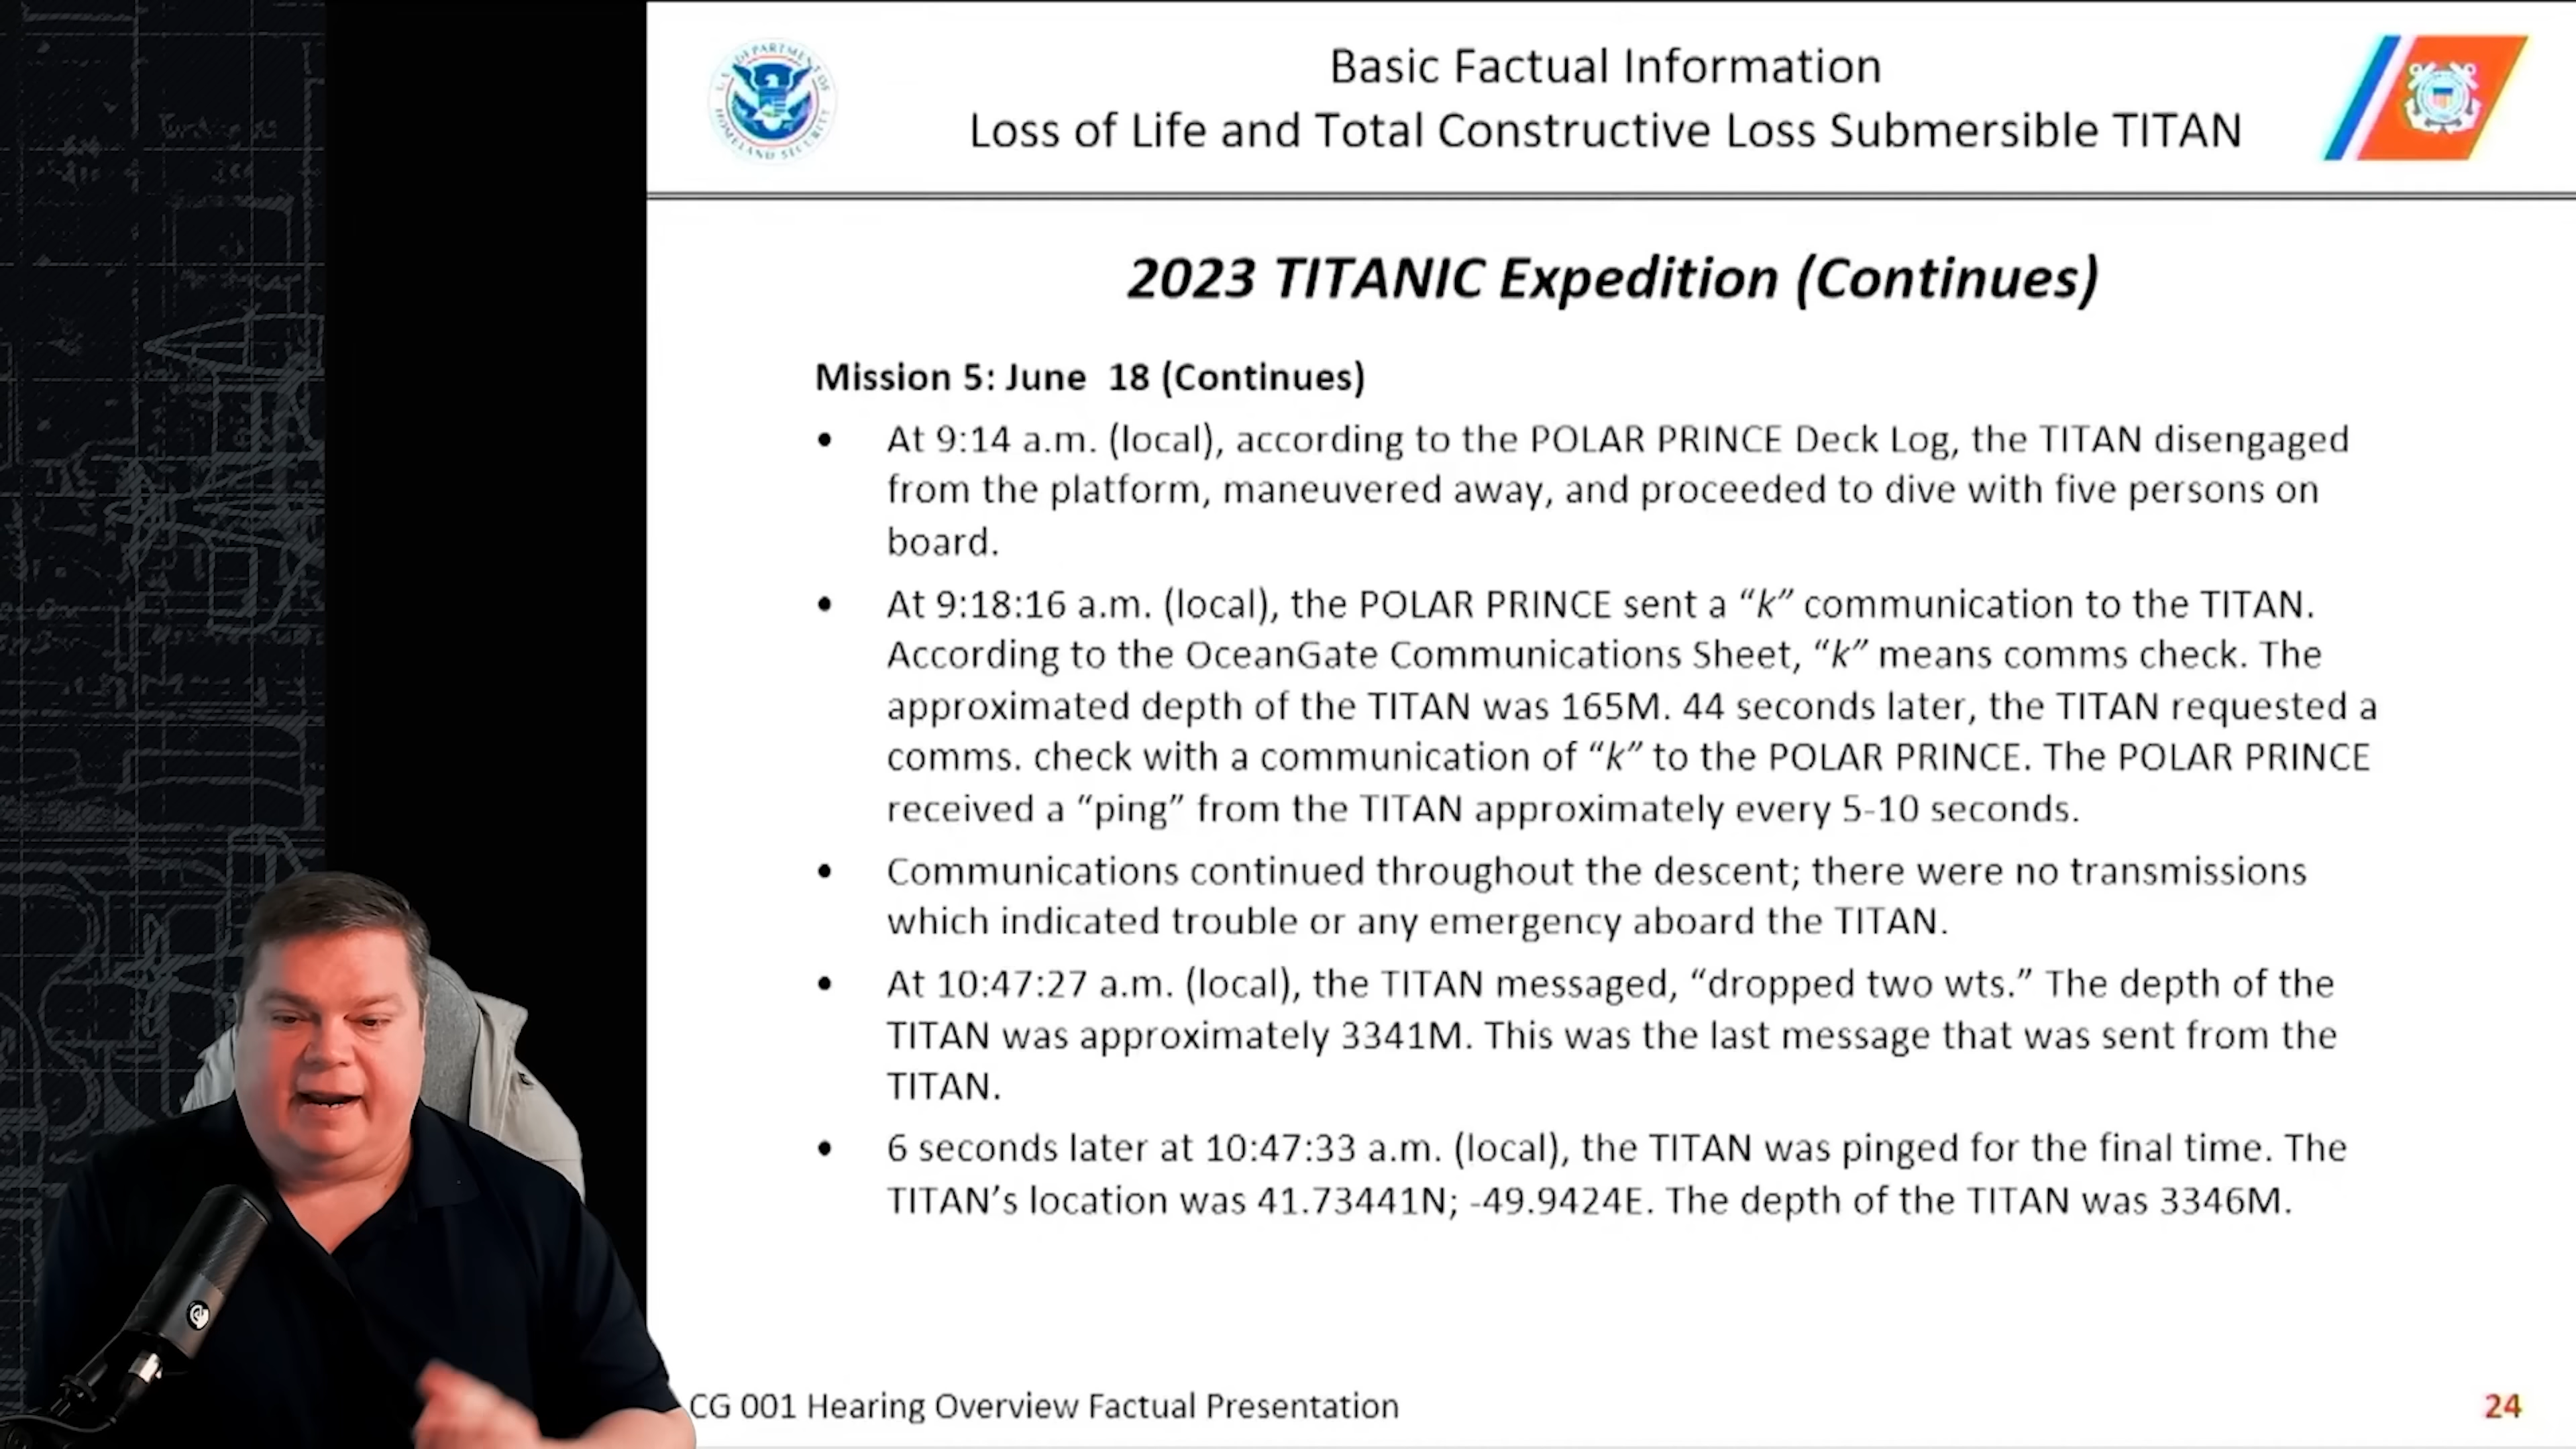 Basic Factual Information
Loss of Life and Total Constructive Loss Submersible TITAN
U.S. DEPARTMENT OF
HOMELAND SECURITY
2023 TITANIC Expedition (Continues)
Mission 5: June 18 (Continues)
• At 9:14 a.m. (local), according to the POLAR PRINCE Deck Log, the TITAN disengaged
from the platform, maneuvered away, and proceeded to dive with five persons on
board.
• At 9:18:16 a.m. (local), the POLAR PRINCE sent a “k” communication to the TITAN.
According to the OceanGate Communications Sheet, “k” means comms check. The
approximated depth of the TITAN was 165M. 44 seconds later, the TITAN requested a
comms. check with a communication of “k” to the POLAR PRINCE. The POLAR PRINCE
received a “ping” from the TITAN approximately every 5-10 seconds.
• Communications continued throughout the descent; there were no transmissions
which indicated trouble or any emergency aboard the TITAN.
• At 10:47:27 a.m. (local), the TITAN messaged, “dropped two wts.” The depth of the
TITAN was approximately 3341M. This was the last message that was sent from the
TITAN.
• 6 seconds later at 10:47:33 a.m. (local), the TITAN was pinged for the final time. The
TITAN’s location was 41.73441N; -49.9424E. The depth of the TITAN was 3346M.
CG 001 Hearing Overview Factual Presentation
24